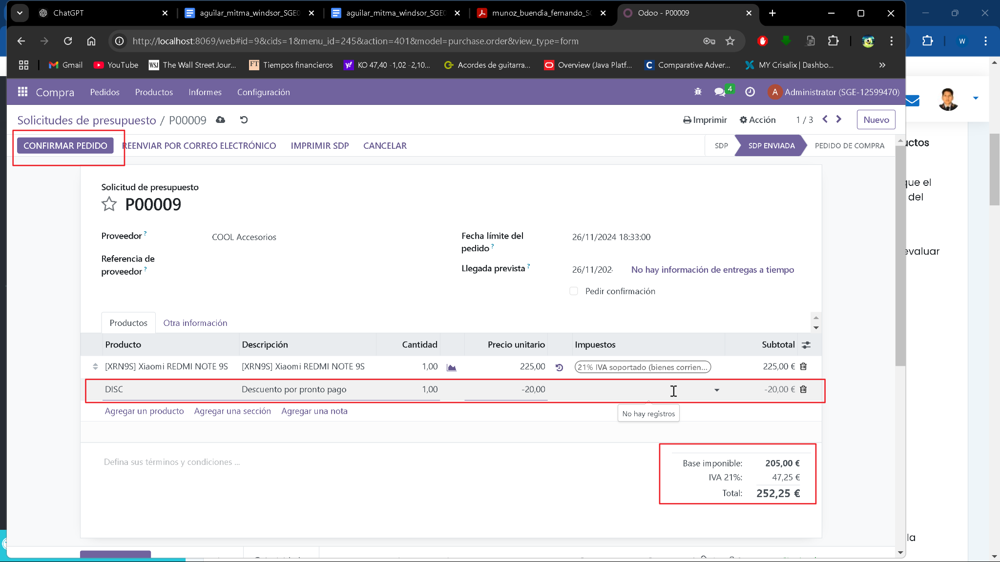 ChatGPT
aguilar_mitma_windsor_SGE0
aguilar_mitma_windsor_SGE0
munoz_buendia_fernando_S
Odoo - P00009
http://localhost:8069/web#id=9&cids=1&menu_id=245&action=401&model=purchase.order&view_type=form
W
Gmail
YouTube
WSJ The Wall Street Jour...
FT Tiempos financieros
KO 47,40 -1,02 -2,10...
Acordes de guitarra...
Overview (Java Platf...
C Comparative Adver...
MY Crisalix | Dashbo...
Compra
Pedidos
Productos
Informes
Configuración
4
A Administrator (SGE-12599470)
Solicitudes de presupuesto / P00009
Imprimir
Acción
1 / 3
Nuevo
CONFIRMAR PEDIDO
REENVIAR POR CORREO ELECTRÓNICO
IMPRIMIR SDP
CANCELAR
SDP
SDP ENVIADA
PEDIDO DE COMPRA
Solicitud de presupuesto
P00009
Proveedor ?
COOL Accesorios
Referencia de
proveedor ?
Fecha límite del
pedido ?
26/11/2024 18:33:00
Llegada prevista ?
26/11/202
No hay información de entregas a tiempo
Pedir confirmación
Productos
Otra información
Producto
Descripción
Cantidad
Precio unitario
Impuestos
Subtotal
[XRN9S] Xiaomi REDMI NOTE 9S
[XRN9S] Xiaomi REDMI NOTE 9S
1,00
225,00
21% IVA soportado (bienes corrien...
225,00 €
DISC
Descuento por pronto pago
1,00
-20,00
-20,00 €
Agregar un producto
Agregar una sección
Agregar una nota
No hay registros
Defina sus términos y condiciones ...
Base imponible: 205,00 €
IVA 21%: 47,25 €
Total: 252,25 €
uctos
que el
del
evaluar
la